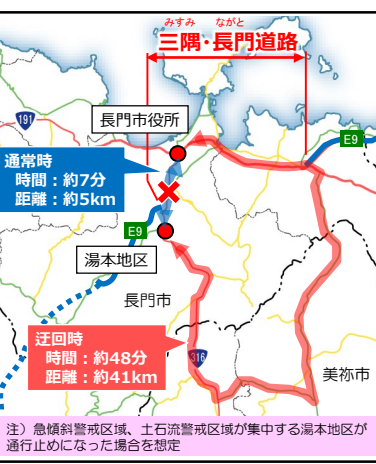 みすみ ながと
三隅・長門道路
191
長門市役所
E9
通常時
時間：約7分
距離：約5km
E9
湯本地区
長門市
迂回時
時間：約48分
距離：約41km
316
美祢市
注）急傾斜警戒区域、土石流警戒区域が集中する湯本地区が
通行止めになった場合を想定